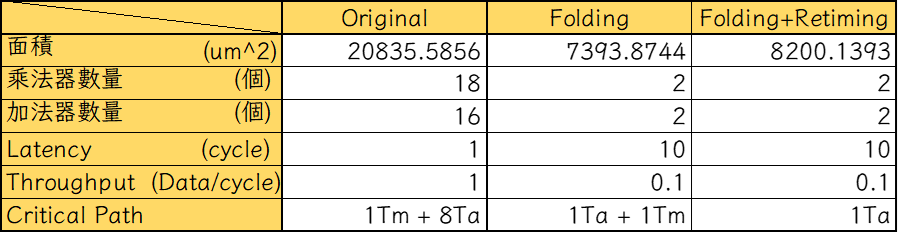 Original Folding Folding+Retiming
面積 (um^2) 20835.5856 7393.8744 8200.1393
乘法器數量 (個) 18 2 2
加法器數量 (個) 16 2 2
Latency (cycle) 1 10 10
Throughput (Data/cycle) 1 0.1 0.1
Critical Path 1Tm + 8Ta 1Ta + 1Tm 1Ta